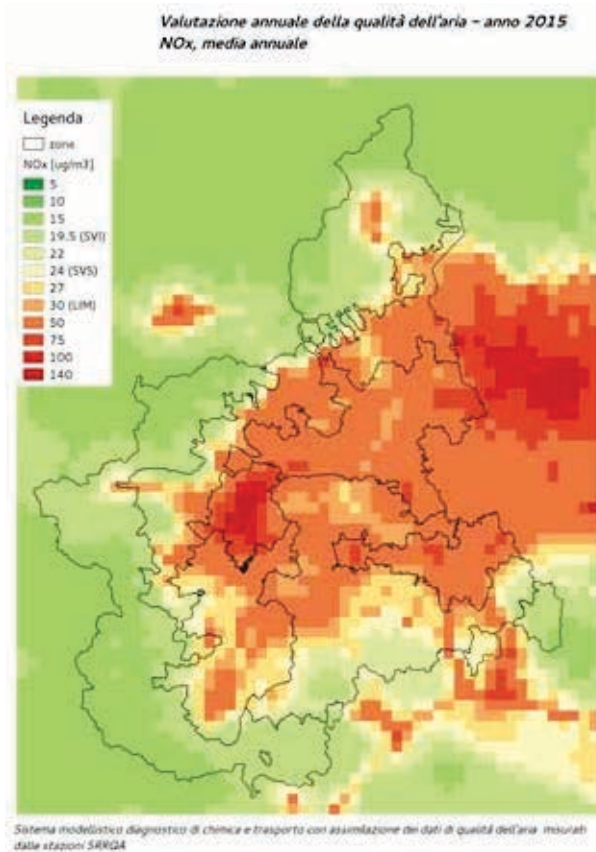 Valutazione annuale della qualità dell'aria - anno 2015
NOx, media annuale
Legenda
zone
NOx [ug/m3]
5
10
15
19.5 (SVI)
22
24 (SVS)
27
30 (LIM)
50
75
100
140
Sistema modellistico diagnostico di chimica e trasporto con assimilazione dei dati di qualità dell'aria misurati
dalle stazioni SRRQA